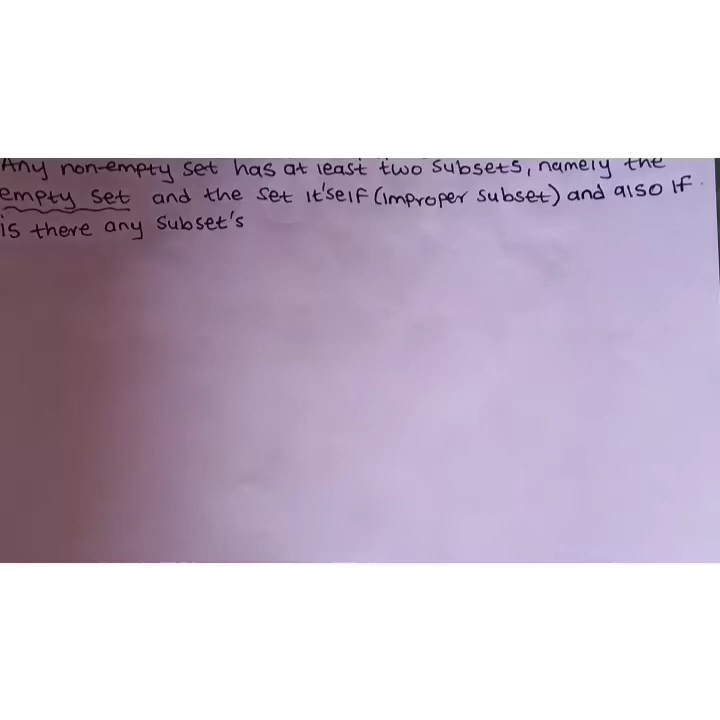 Any non-empty set has at least two subsets, namely the
empty set and the set it'self (improper subset) and also if
is there any subset's